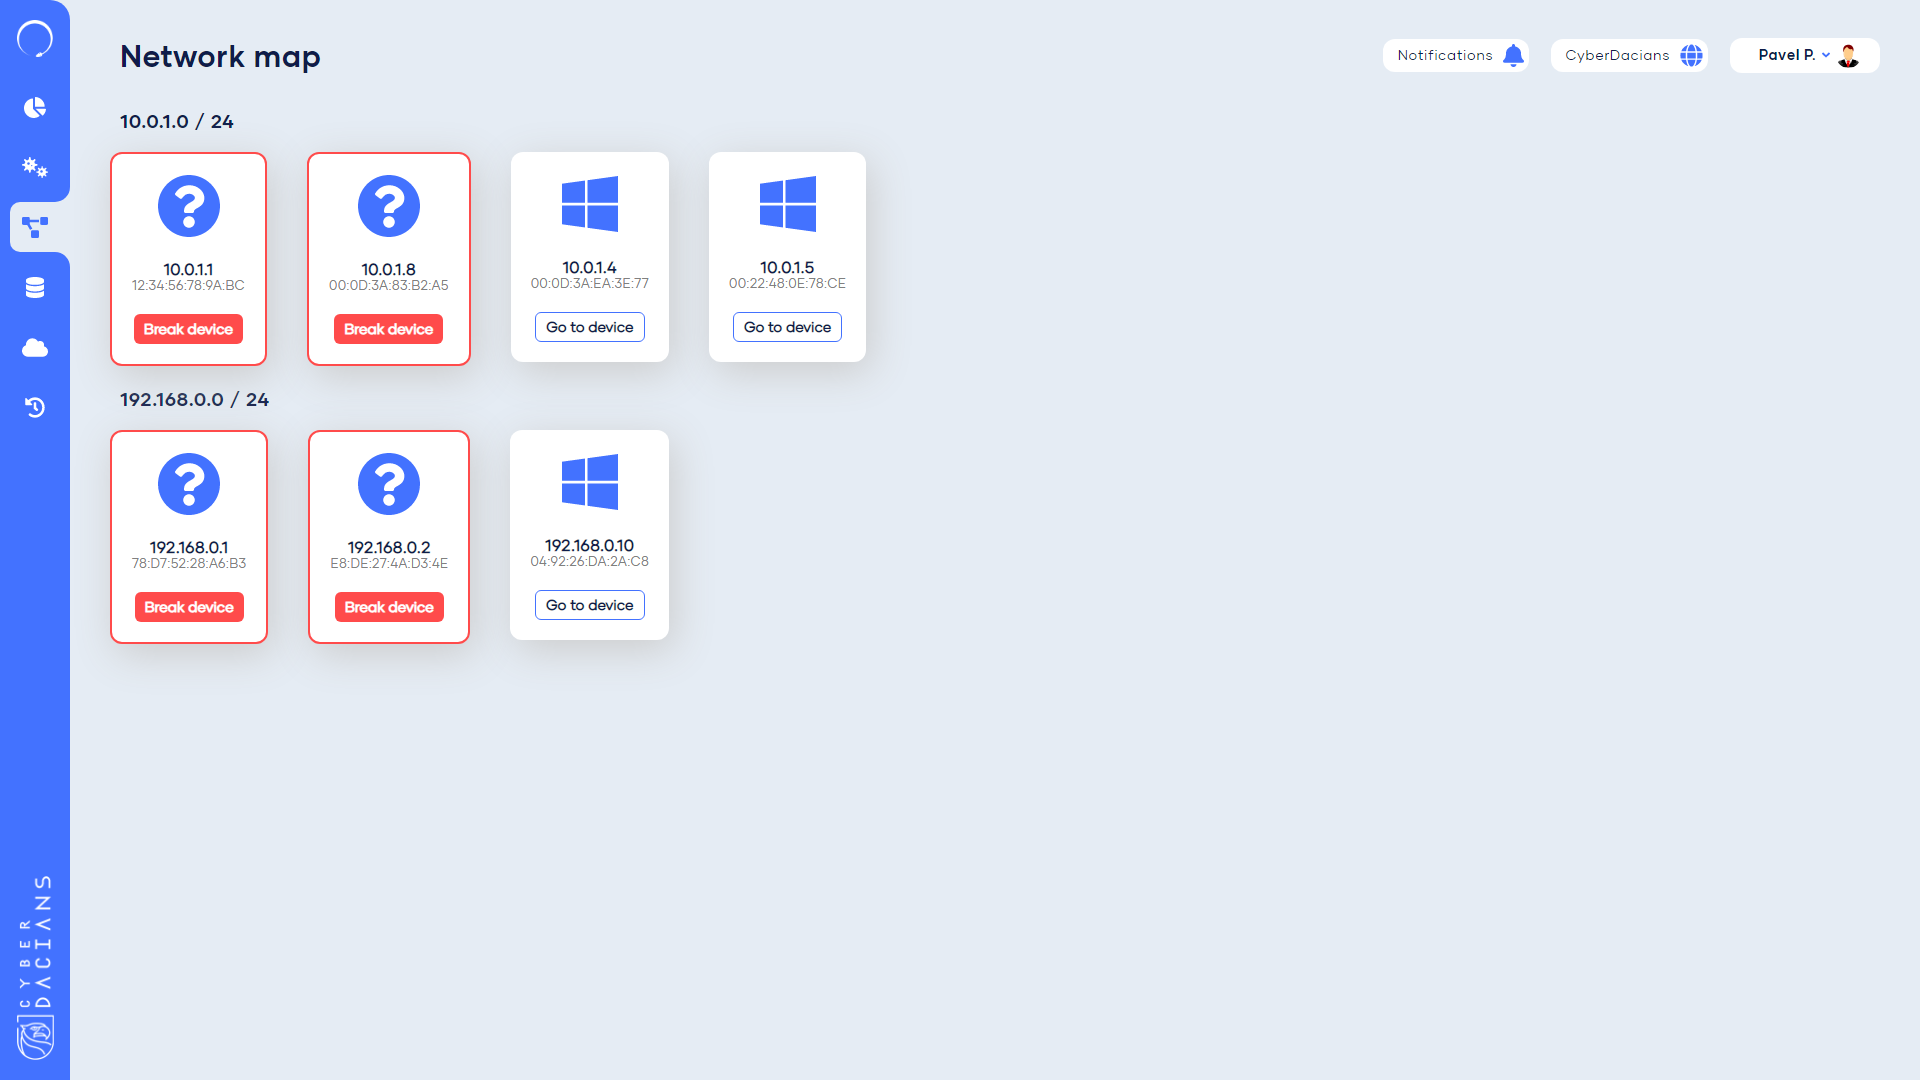 Network map
Notifications
CyberDacians
Pavel P.
10.0.1.0 / 24
10.0.1.1
12:34:56:78:9A:BC
Break device
10.0.1.8
00:0D:3A:83:B2:A5
Break device
10.0.1.4
00:0D:3A:EA:3E:77
Go to device
10.0.1.5
00:22:48:0E:78:CE
Go to device
192.168.0.0 / 24
192.168.0.1
78:D7:52:28:A6:B3
Break device
192.168.0.2
E8:DE:27:4A:D3:4E
Break device
192.168.0.10
04:92:26:DA:2A:C8
Go to device
CYBER
DACIANS